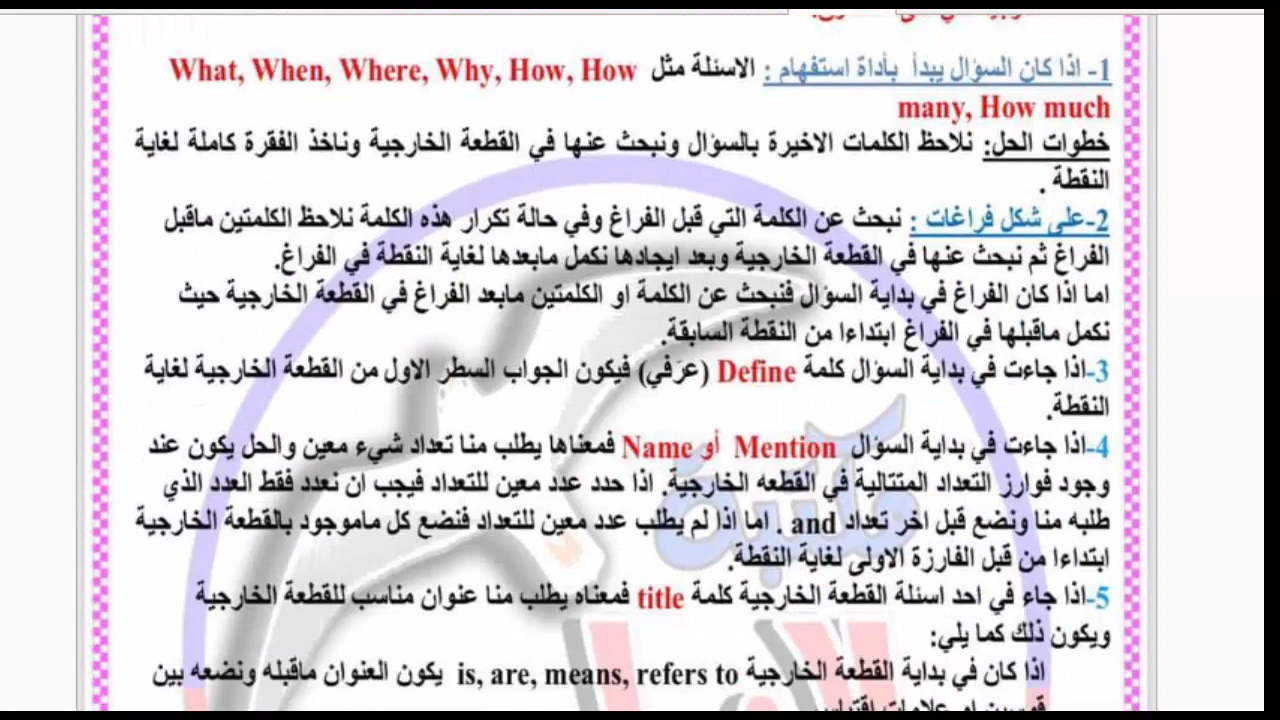 1- اذا كان السؤال يبدأ بأداة استفهام : الاسئلة مثل What, When, Where, Why, How, How
many, How much
خطوات الحل: نلاحظ الكلمات الاخيرة بالسؤال ونبحث عنها في القطعة الخارجية وناخذ الفقرة كاملة لغاية
النقطة .
2-على شكل فراغات : نبحث عن الكلمة التي قبل الفراغ وفي حالة تكرار هذه الكلمة نلاحظ الكلمتين ماقبل
الفراغ ثم نبحث عنها في القطعة الخارجية وبعد ايجادها نكمل مابعدها لغاية النقطة في الفراغ.
اما اذا كان الفراغ في بداية السؤال فنبحث عن الكلمة او الكلمتين مابعد الفراغ في القطعة الخارجية حيث
نكمل ماقبلها في الفراغ ابتداءا من النقطة السابقة.
3-اذا جاءت في بداية السؤال كلمة Define (عرَفي) فيكون الجواب السطر الاول من القطعة الخارجية لغاية
النقطة.
4-اذا جاءت في بداية السؤال Mention أو Name فمعناها يطلب منا تعداد شيء معين والحل يكون عند
وجود فوارز التعداد المتتالية في القطعه الخارجية. اذا حدد عدد معين للتعداد فيجب ان نعدد فقط العدد الذي
طلبه منا ونضع قبل اخر تعداد and . اما اذا لم يطلب عدد معين للتعداد فنضع كل ماموجود بالقطعة الخارجية
ابتداءا من قبل الفارزة الاولى لغاية النقطة.
5-اذا جاء في احد اسئلة القطعة الخارجية كلمة title فمعناه يطلب منا عنوان مناسب للقطعة الخارجية
ويكون ذلك كما يلي:
اذا كان في بداية القطعة الخارجية is, are, means, refers to يكون العنوان ماقبله ونضعه بين
مكتبة